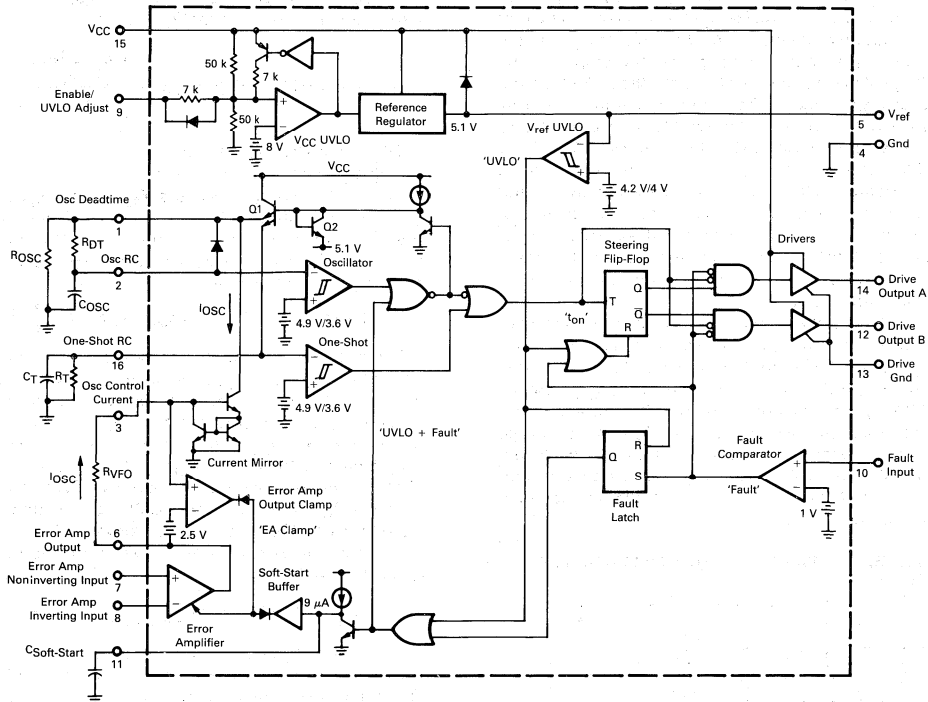 VCC
15
50 k
7 k
Enable/
UVLO Adjust
9
7 k
50 k
+
−
8 V
VCC UVLO
Reference
Regulator
5.1 V
Vref
5
Gnd
4
Vref UVLO
'UVLO'
−
+
4.2 V/4 V
VCC
Q1
Q2
5.1 V
Osc Deadtime
1
ROSC
RDT
Osc RC
2
COSC
IOSC
Oscillator
−
+
4.9 V/3.6 V
One-Shot
−
+
4.9 V/3.6 V
One-Shot RC
16
CT
RT
Osc Control
Current
3
Current Mirror
IOSC
RVFO
Steering
Flip-Flop
T
Q
Q
R
'ton'
Drivers
14
Drive
Output A
12
Drive
Output B
13
Drive
Gnd
'UVLO + Fault'
R
Q
S
Fault
Latch
Fault
Comparator
+
−
'Fault'
1 V
10
Fault
Input
+
−
2.5 V
Error Amp
Output Clamp
'EA Clamp'
Error Amp
Output
6
Error Amp
Noninverting Input
7
Error Amp
Inverting Input
8
+
−
Error
Amplifier
Soft-Start
Buffer
9 μA
CSoft-Start
11